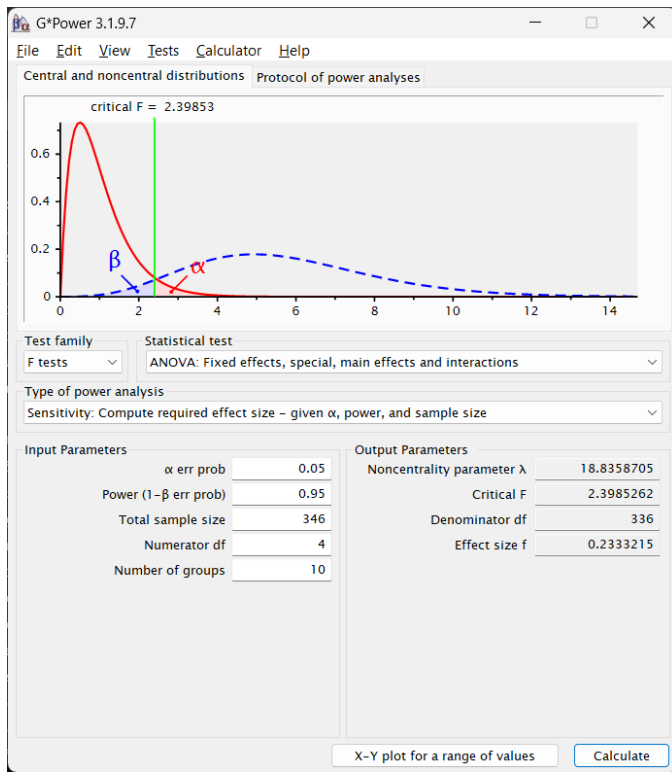 G*Power 3.1.9.7
File Edit View Tests Calculator Help
Central and noncentral distributions Protocol of power analyses
critical F = 2.39853
0.6
0.4
0.2
0
β
α
0 2 4 6 8 10 12 14
Test family Statistical test
F tests ANOVA: Fixed effects, special, main effects and interactions
Type of power analysis
Sensitivity: Compute required effect size – given α, power, and sample size
Input Parameters Output Parameters
α err prob 0.05 Noncentrality parameter λ 18.8358705
Power (1-β err prob) 0.95 Critical F 2.3985262
Total sample size 346 Denominator df 336
Numerator df 4 Effect size f 0.2333215
Number of groups 10
X-Y plot for a range of values Calculate